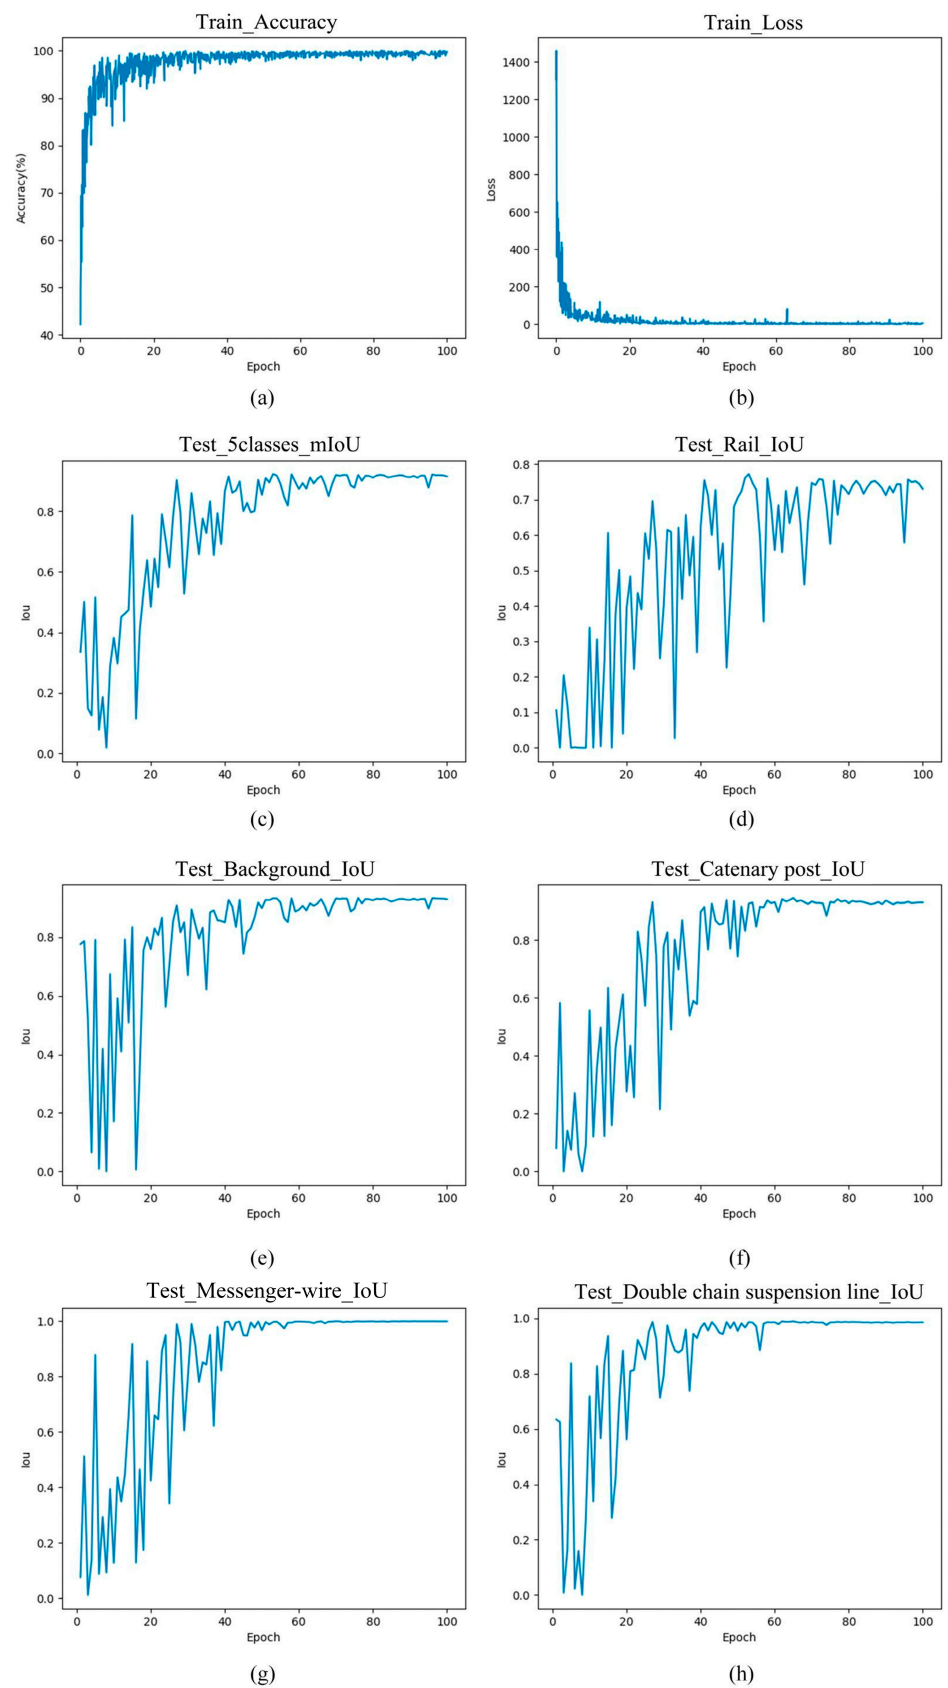 Train_Accuracy
Train_Loss
100
90
80
70
60
50
40
Accuracy(%)
0 20 40 60 80 100
Epoch
(a)
1400
1200
1000
800
600
400
200
0
Loss
0 20 40 60 80 100
Epoch
(b)
Test_5classes_mIoU
0.8
0.6
0.4
0.2
0.0
Iou
0 20 40 60 80 100
Epoch
(c)
Test_Rail_IoU
0.8
0.7
0.6
0.5
0.4
0.3
0.2
0.1
0.0
Iou
0 20 40 60 80 100
Epoch
(d)
Test_Background_IoU
0.8
0.6
0.4
0.2
0.0
Iou
0 20 40 60 80 100
Epoch
(e)
Test_Catenary post_IoU
0.8
0.6
0.4
0.2
0.0
Iou
0 20 40 60 80 100
Epoch
(f)
Test_Messenger-wire_IoU
1.0
0.8
0.6
0.4
0.2
0.0
Iou
0 20 40 60 80 100
Epoch
(g)
Test_Double chain suspension line_IoU
1.0
0.8
0.6
0.4
0.2
0.0
Iou
0 20 40 60 80 100
Epoch
(h)